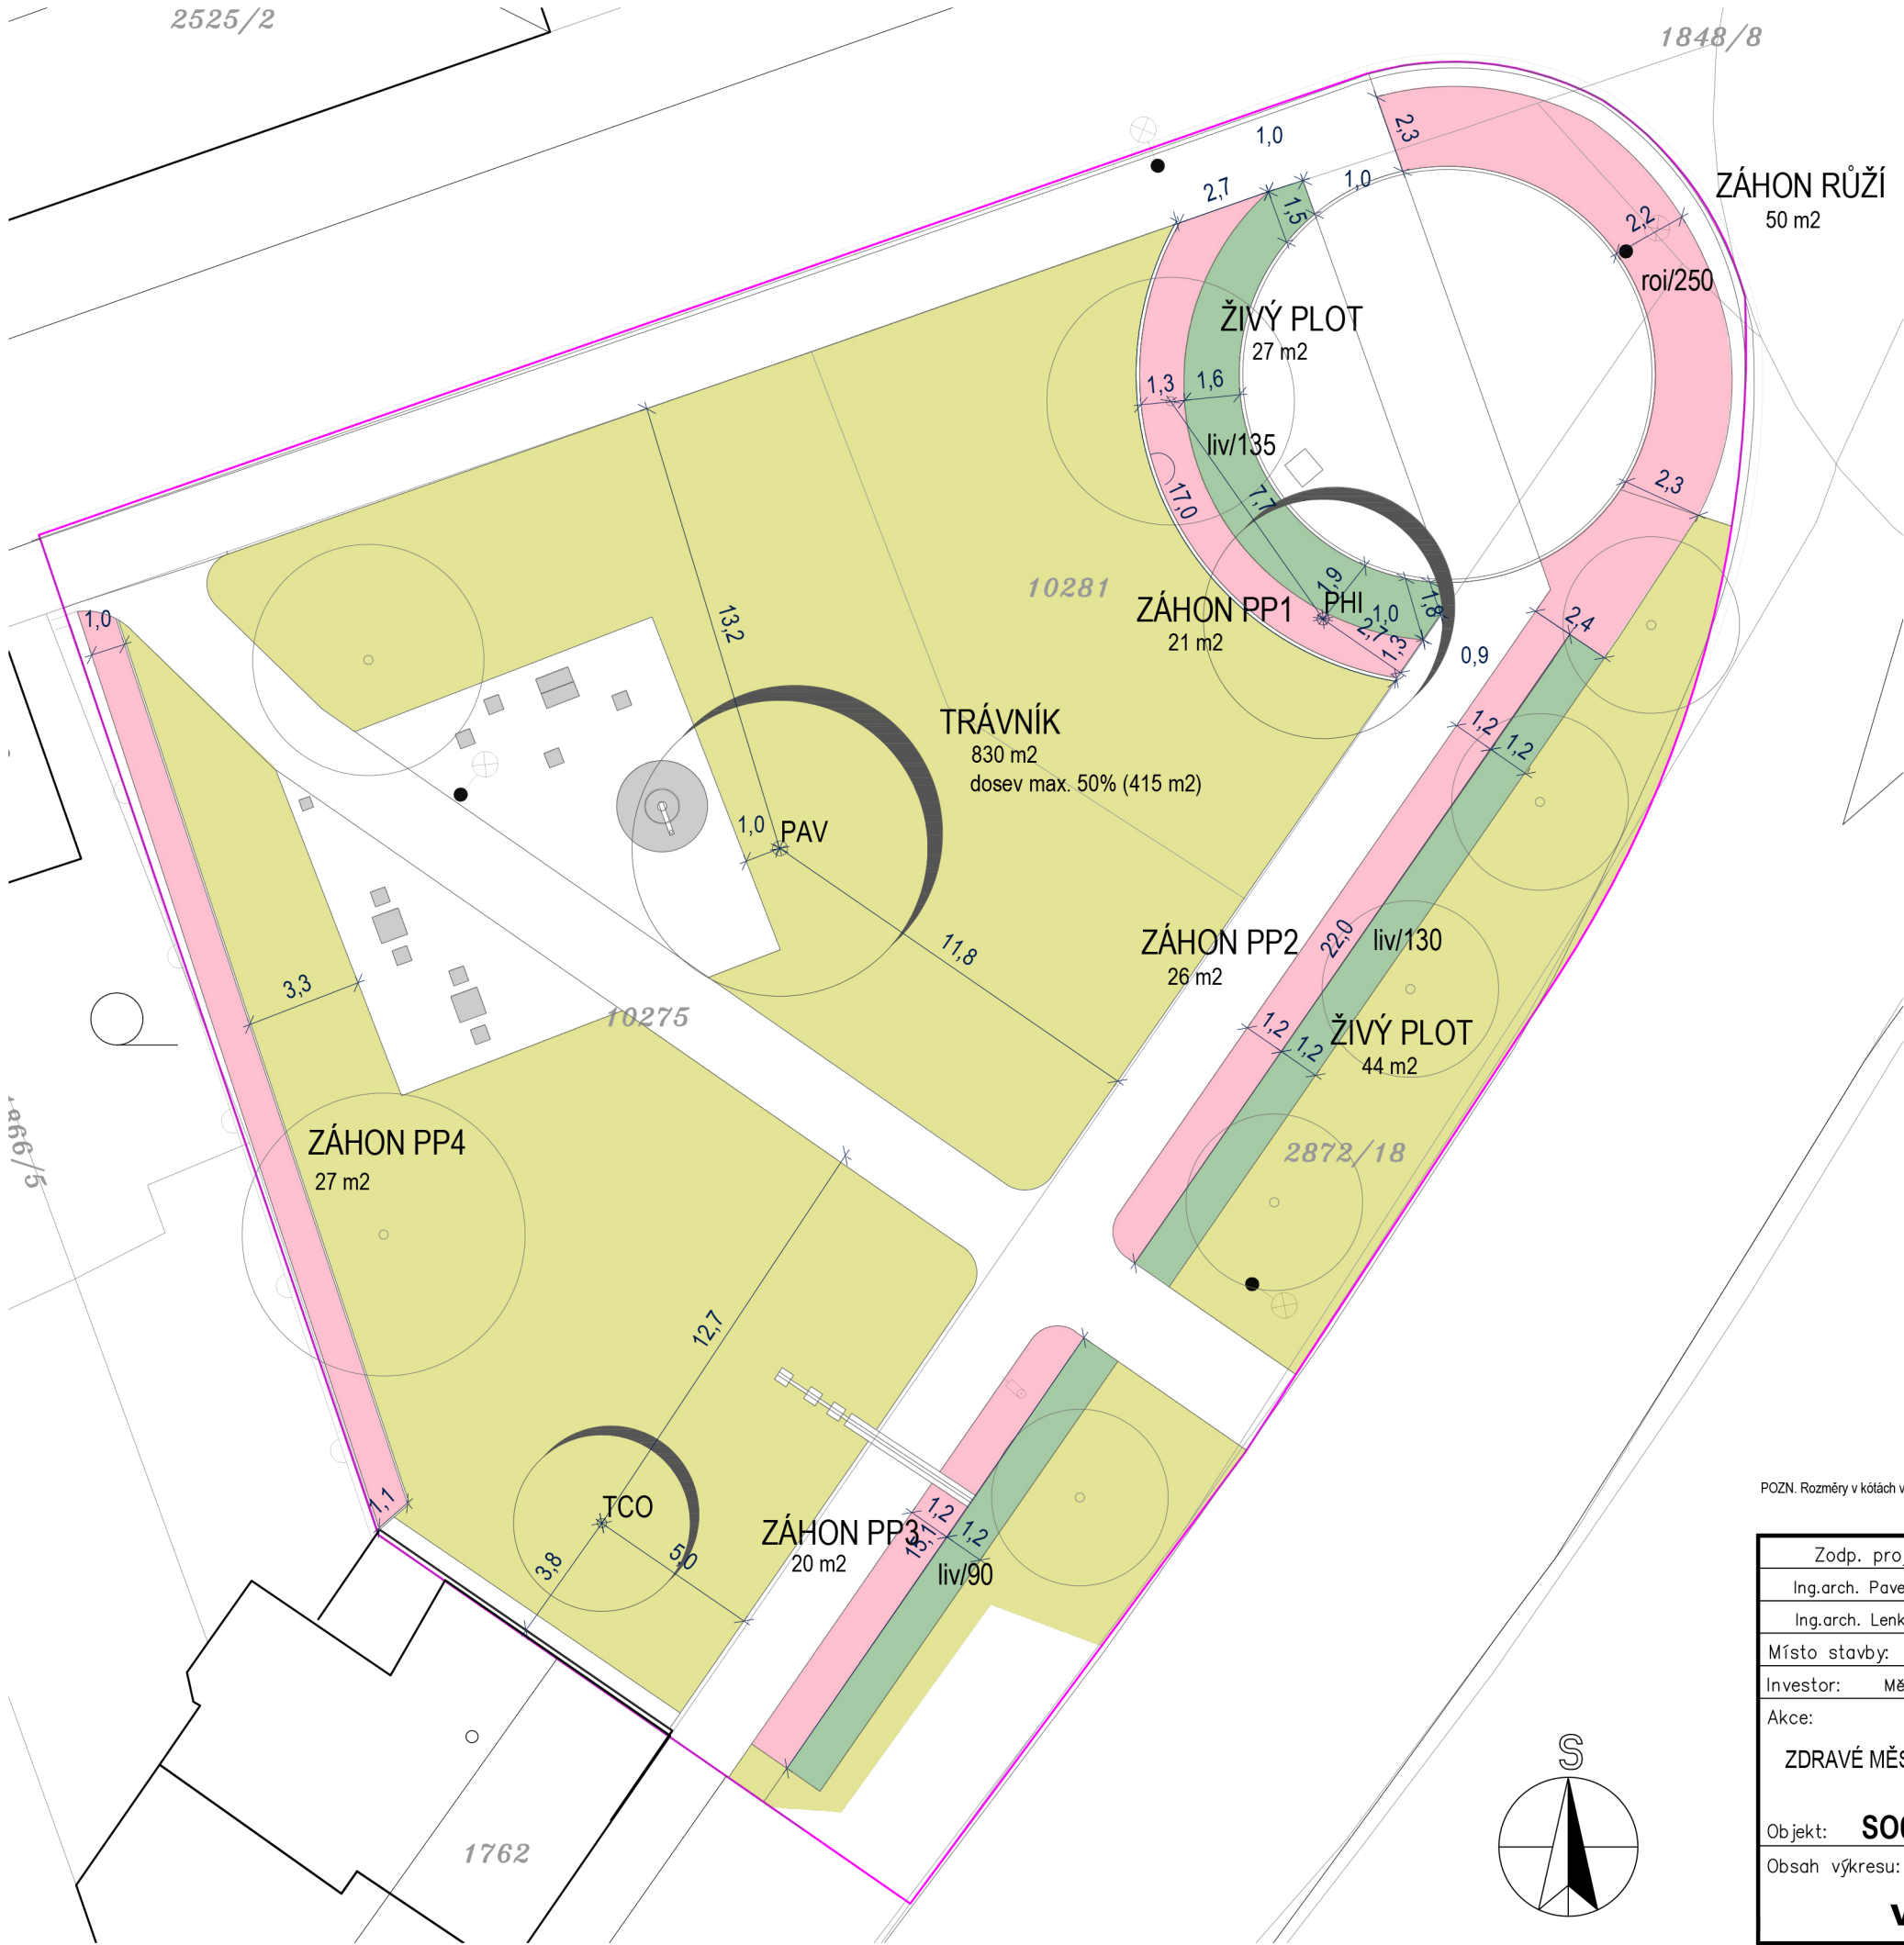 2525/2
1848/8
1,0
2,3
ZÁHON RŮŽÍ
50 m2
2,7
1,0
1,5
2,2
roi/250
ŽIVÝ PLOT
27 m2
1,3
1,6
liv/135
7,7
17,0
2,3
10281
ZÁHON PP1
21 m2
1,9
PHI
1,0
1,8
2,7
1,3
0,9
2,4
1,0
13,2
TRÁVNÍK
830 m2
dosev max. 50% (415 m2)
1,2
1,2
1,0
PAV
11,8
ZÁHON PP2
26 m2
22,0
liv/130
3,3
10275
1,2
1,2
ŽIVÝ PLOT
44 m2
ZÁHON PP4
27 m2
2872/18
12,7
1,1
TCO
3,8
5,0
ZÁHON PP3
20 m2
1,2
1,2
15,1
liv/90
1762
S
POZN. Rozměry v kótách v
Zodp. pro
Ing.arch. Pave
Ing.arch. Lenk
Místo stavby:
Investor: Mě
Akce:
ZDRAVÉ MĚS
Objekt: SO
Obsah výkresu: